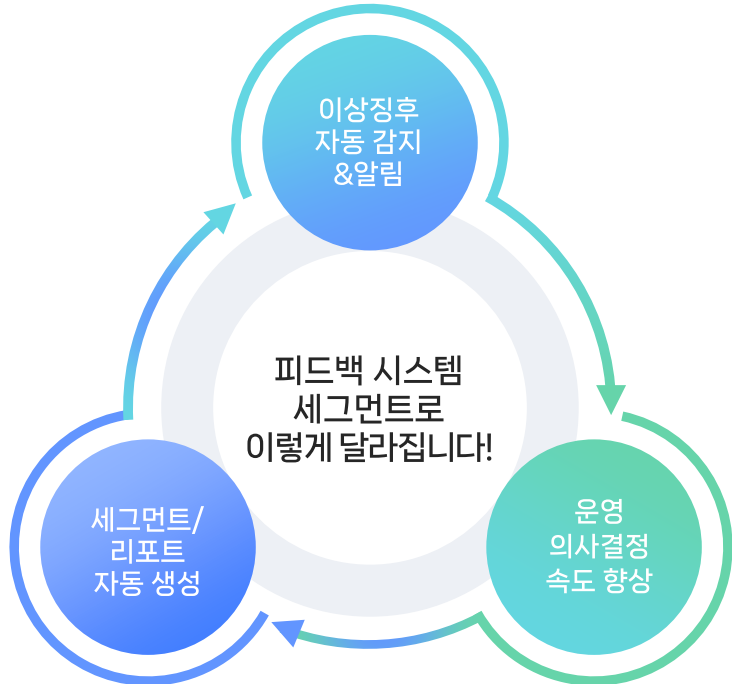 이상징후
자동 감지
&알림
피드백 시스템
세그먼트로
이렇게 달라집니다!
세그먼트/
리포트
자동 생성
운영
의사결정
속도 향상